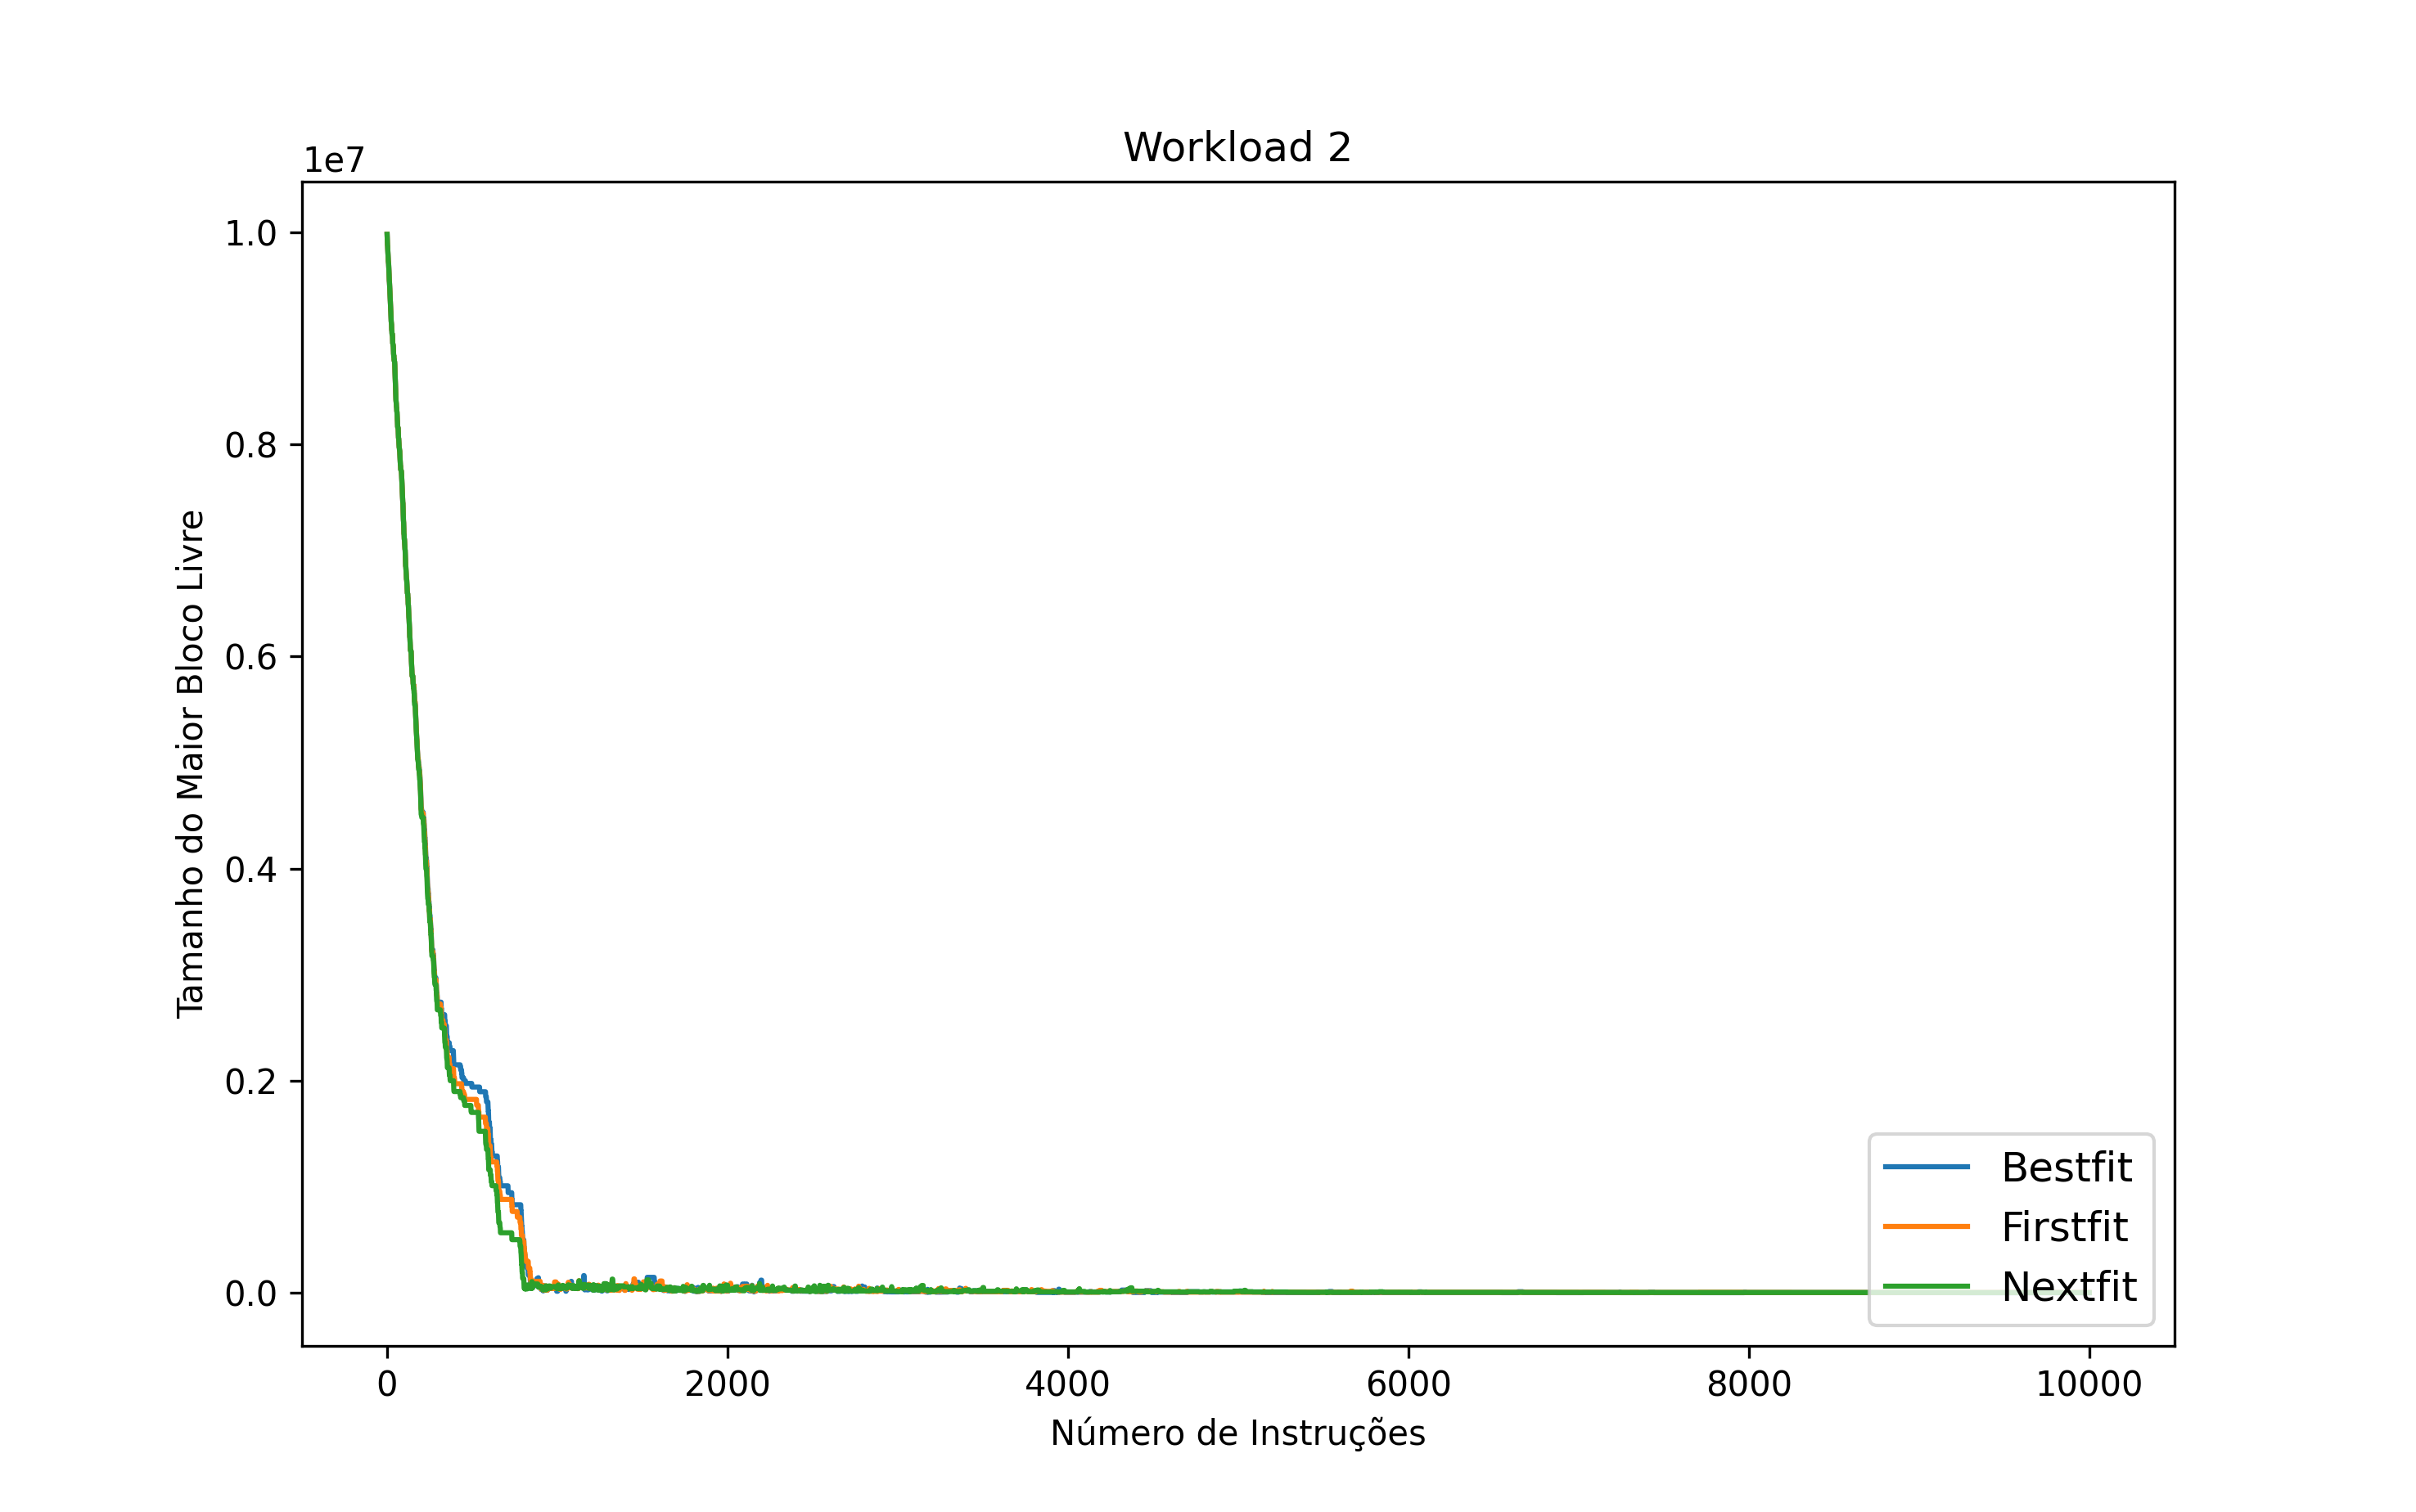 Workload 2
1e7
1.0
0.8
0.6
0.4
0.2
0.0
Tamanho do Maior Bloco Livre
Bestfit
Firstfit
Nextfit
0 2000 4000 6000 8000 10000
Número de Instruções